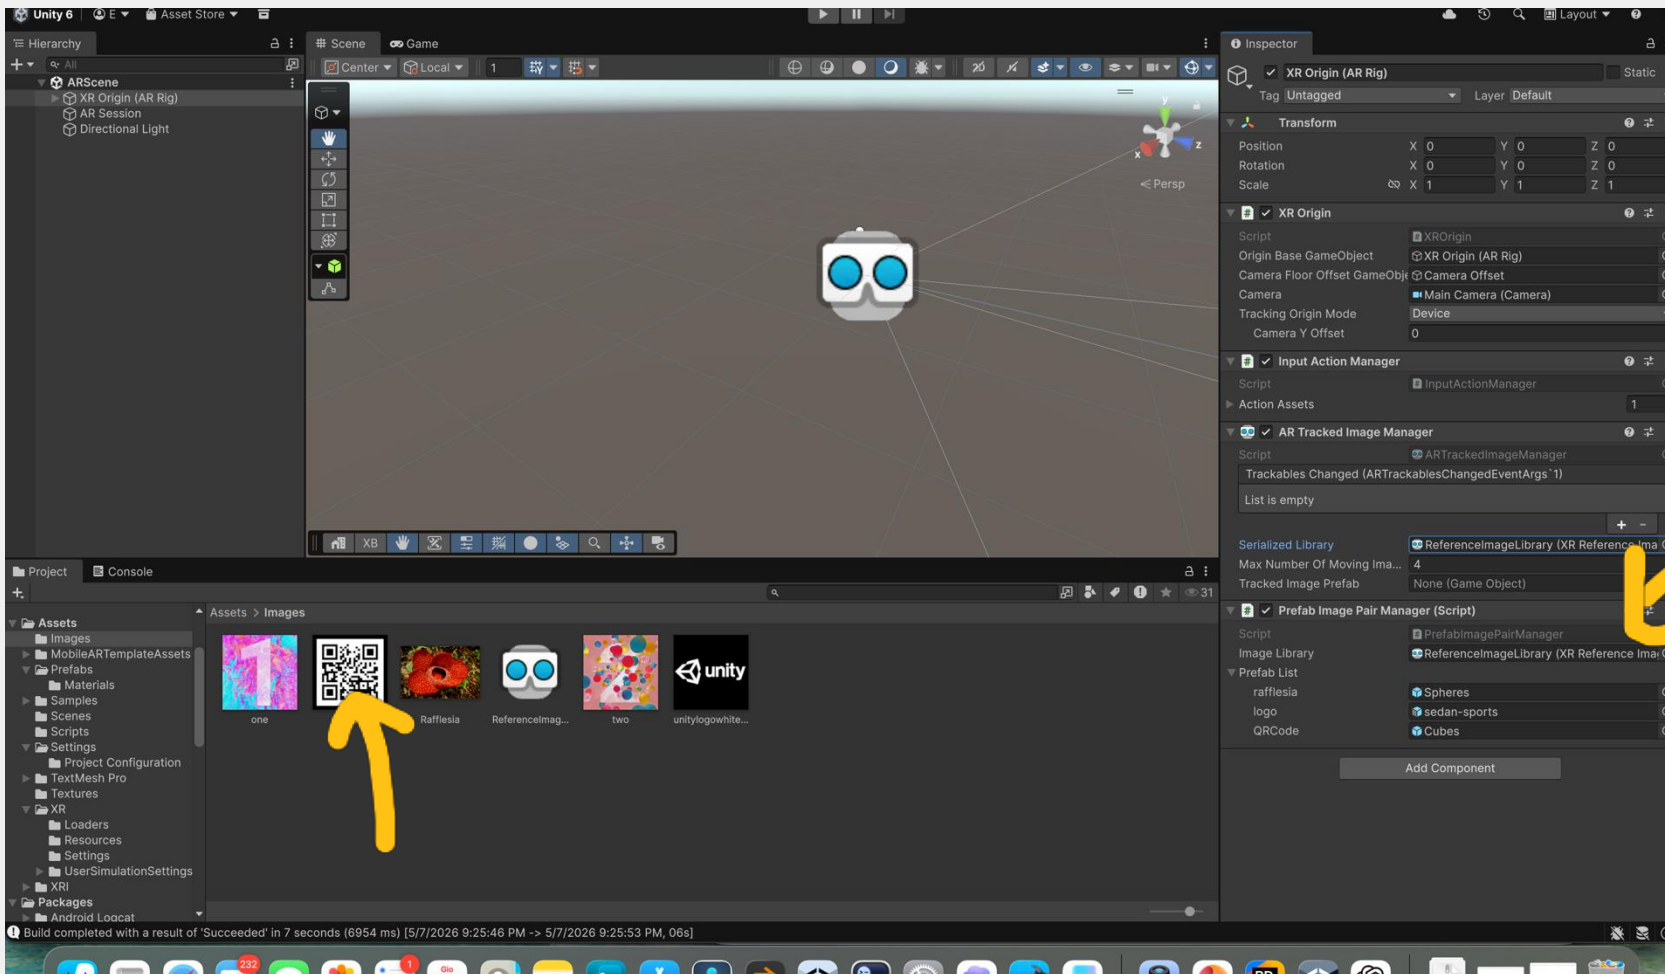 Unity 6 E Asset Store Layout
Hierarchy
All
ARScene
XR Origin (AR Rig)
AR Session
Directional Light
Scene Game
Center Local 1
y
x
z
Persp
XB
Inspector
XR Origin (AR Rig) Static
Tag Untagged Layer Default
Transform
Position X 0 Y 0 Z 0
Rotation X 0 Y 0 Z 0
Scale X 1 Y 1 Z 1
XR Origin
Script XROrigin
Origin Base GameObject XR Origin (AR Rig)
Camera Floor Offset GameObje Camera Offset
Camera Main Camera (Camera)
Tracking Origin Mode Device
Camera Y Offset 0
Input Action Manager
Script InputActionManager
Action Assets 1
AR Tracked Image Manager
Script ARTrackedImageManager
Trackables Changed (ARTrackablesChangedEventArgs`1)
List is empty
+ -
Serialized Library ReferenceImageLibrary (XR Reference Ima
Max Number Of Moving Ima... 4
Tracked Image Prefab None (Game Object)
Prefab Image Pair Manager (Script)
Script PrefabImagePairManager
Image Library ReferenceImageLibrary (XR Reference Ima
Prefab List
rafflesia Spheres
logo sedan-sports
QRCode Cubes
Add Component
Project Console
31
Assets
Images
MobileARTemplateAssets
Prefabs
Materials
Samples
Scenes
Scripts
Settings
Project Configuration
TextMesh Pro
Textures
XR
Loaders
Resources
Settings
UserSimulationSettings
XRI
Packages
Android Logcat
Assets > Images
1
2
unity
one
Rafflesia
ReferenceImag...
two
unitylogowhite...
Build completed with a result of 'Succeeded' in 7 seconds (6954 ms) [5/7/2026 9:25:46 PM -> 5/7/2026 9:25:53 PM, 06s]
232
1
Gio